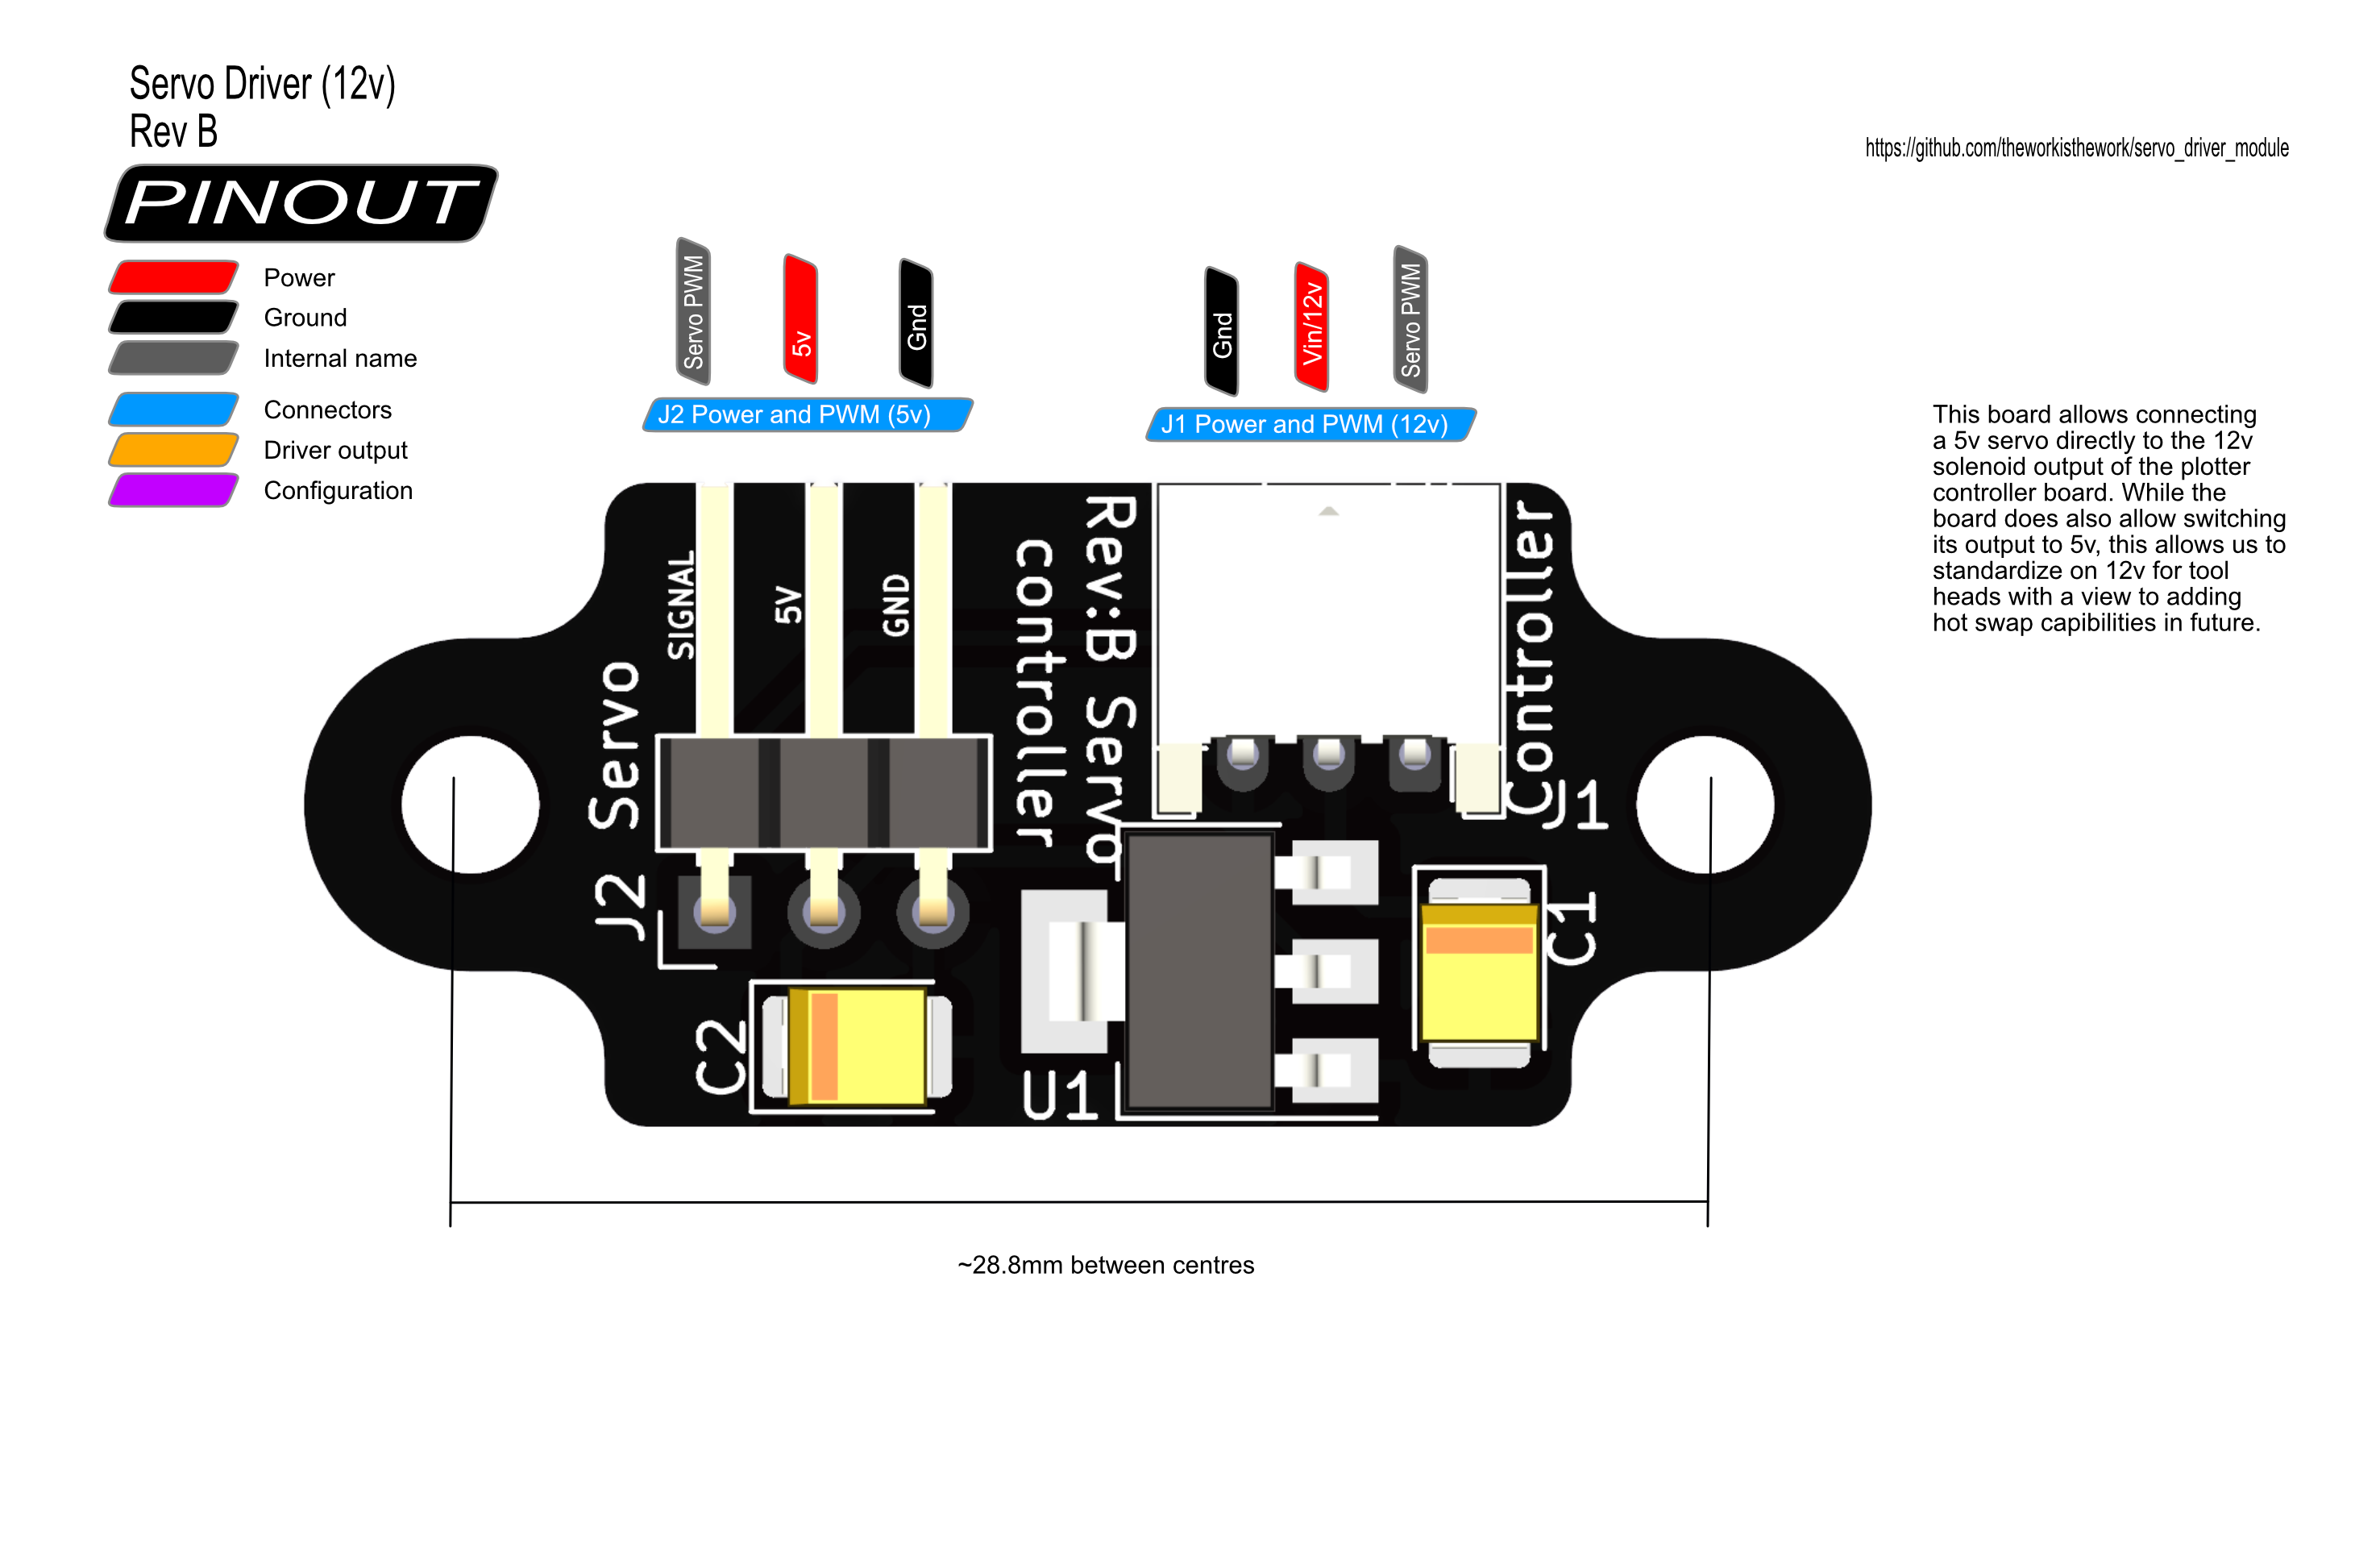 Servo Driver (12v)
Rev B
https://github.com/theworkisthework/servo_driver_module
PINOUT
Power
Ground
Internal name
Connectors
Driver output
Configuration
Servo PWM
5v
Gnd
J2 Power and PWM (5v)
Gnd
Vin/12v
Servo PWM
J1 Power and PWM (12v)
This board allows connecting
a 5v servo directly to the 12v
solenoid output of the plotter
controller board. While the
board does also allow switching
its output to 5v, this allows us to
standardize on 12v for tool
heads with a view to adding
hot swap capibilities in future.
SIGNAL
5V
GND
J2 Servo
Rev:B Servo
controller
Controller
J1
C1
C2
U1
~28.8mm between centres